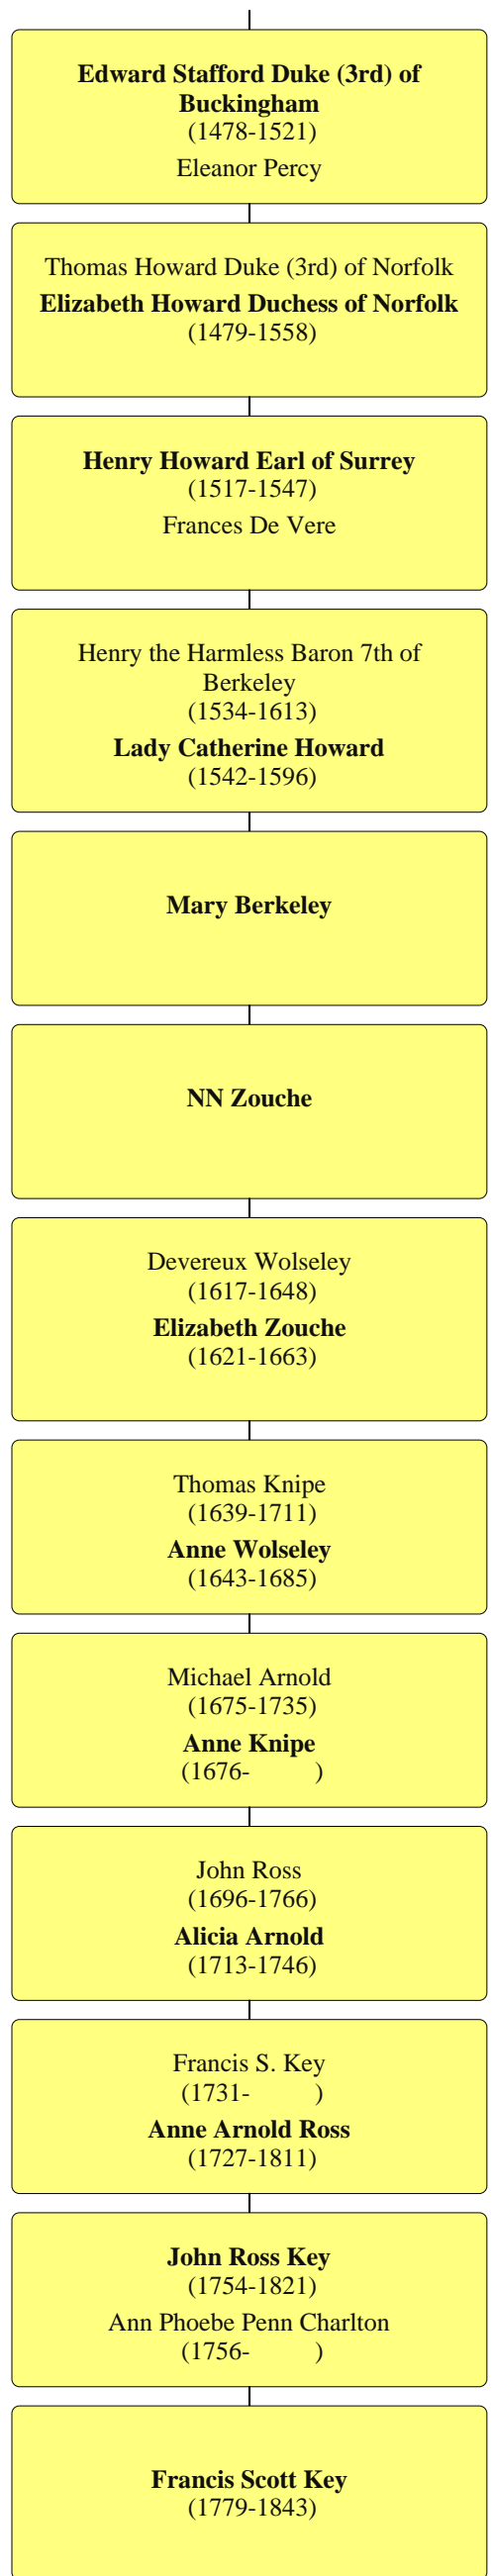 Edward Stafford Duke (3rd) of
Buckingham
(1478-1521)
Eleanor Percy
Thomas Howard Duke (3rd) of Norfolk
Elizabeth Howard Duchess of Norfolk
(1479-1558)
Henry Howard Earl of Surrey
(1517-1547)
Frances De Vere
Henry the Harmless Baron 7th of
Berkeley
(1534-1613)
Lady Catherine Howard
(1542-1596)
Mary Berkeley
NN Zouche
Devereux Wolseley
(1617-1648)
Elizabeth Zouche
(1621-1663)
Thomas Knipe
(1639-1711)
Anne Wolseley
(1643-1685)
Michael Arnold
(1675-1735)
Anne Knipe
(1676- )
John Ross
(1696-1766)
Alicia Arnold
(1713-1746)
Francis S. Key
(1731- )
Anne Arnold Ross
(1727-1811)
John Ross Key
(1754-1821)
Ann Phoebe Penn Charlton
(1756- )
Francis Scott Key
(1779-1843)